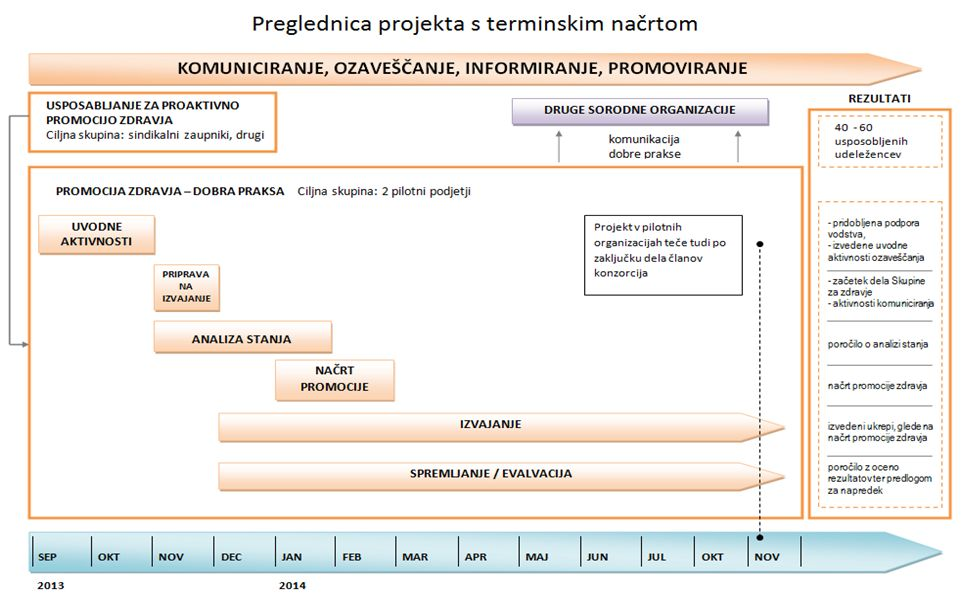 Preglednica projekta s terminskim načrtom
KOMUNICIRANJE, OZAVEŠČANJE, INFORMIRANJE, PROMOVIRANJE
USPOSABLJANJE ZA PROAKTIVNO
PROMOCIJO ZDRAVJA
Ciljna skupina: sindikalni zaupniki, drugi
DRUGE SORODNE ORGANIZACIJE
komunikacija
dobre prakse
REZULTATI
40 - 60
usposobljenih
udeležencev
PROMOCIJA ZDRAVJA – DOBRA PRAKSA Ciljna skupina: 2 pilotni podjetji
UVODNE
AKTIVNOSTI
PRIPRAVA
NA
IZVAJANJE
ANALIZA STANJA
NAČRT
PROMOCIJE
IZVAJANJE
SPREMLJANJE / EVALVACIJA
Projekt v pilotnih
organizacijah teče tudi po
zaključku dela članov
konzorcija
- pridobljena podpora
vodstva,
- izvedene uvodne
aktivnosti ozaveščanja
- začetek dela Skupine
za zdravje
- aktivnosti komuniciranja
poročilo o analizi stanja
načrt promocije zdravja
izvedeni ukrepi, glede na
načrt promocije zdravja
poročilo z oceno
rezultatov ter predlogom
za napredek
SEP OKT NOV DEC JAN FEB MAR APR MAJ JUN JUL OKT NOV
2013 2014